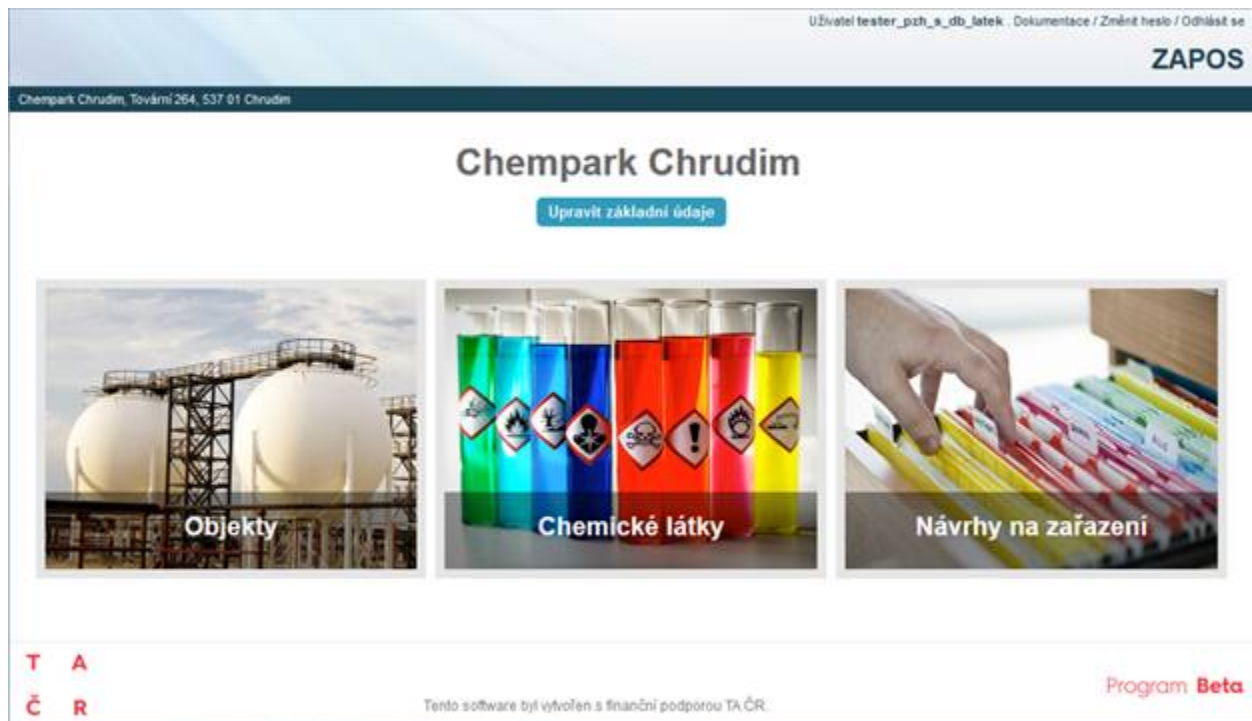 Uživatel tester_pzh_s_db_latek . Dokumentace / Změnit heslo / Odhlásit se
ZAPOS
Chempark Chrudim, Tovární 264, 537 01 Chrudim
Chempark Chrudim
Upravit základní údaje
Objekty
Chemické látky
Návrhy na zařazení
T A
Č R
Tento software byl vytvořen s finanční podporou TA ČR.
Program Beta